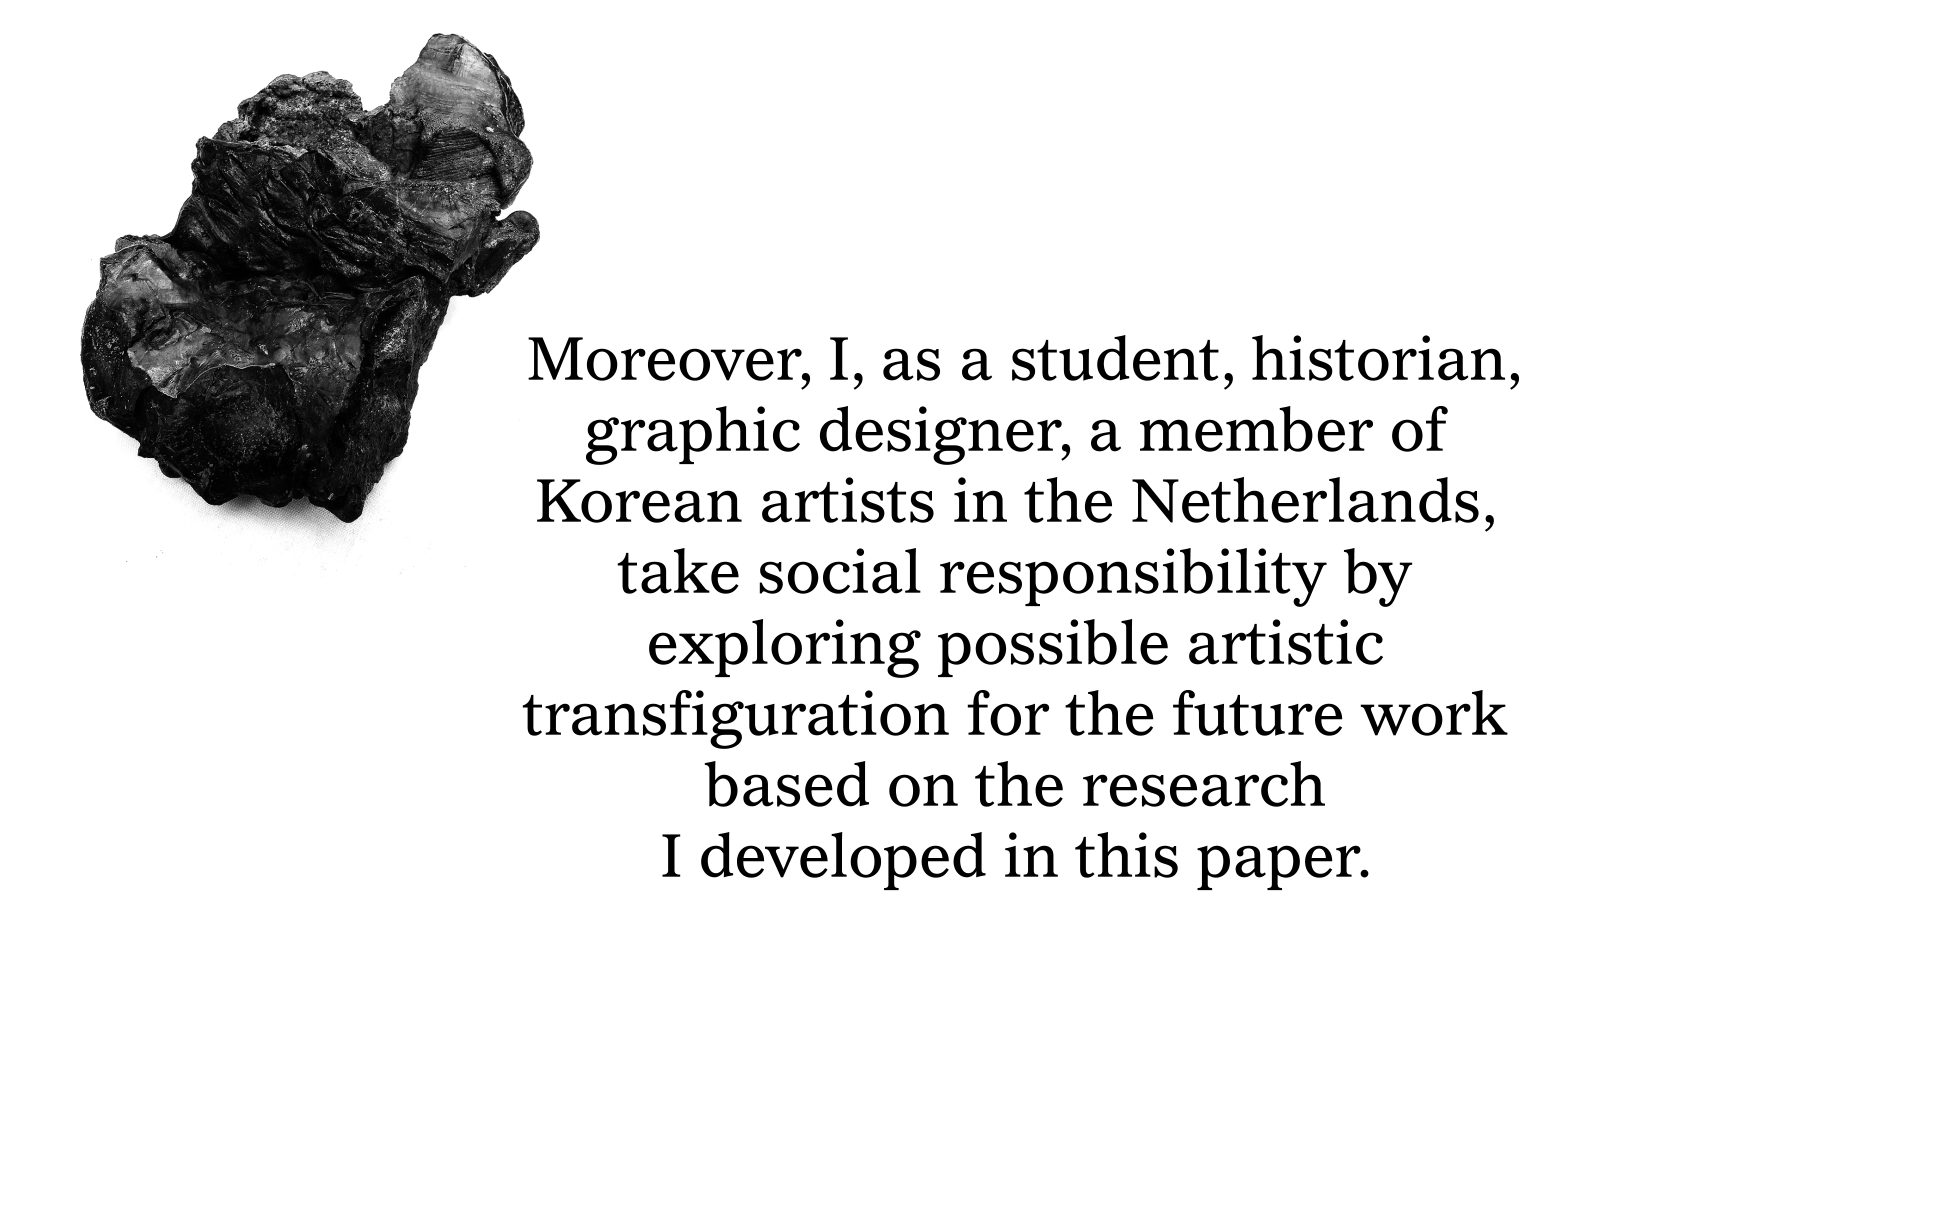 Moreover, I, as a student, historian,
graphic designer, a member of
Korean artists in the Netherlands,
take social responsibility by
exploring possible artistic
transfiguration for the future work
based on the research
I developed in this paper.